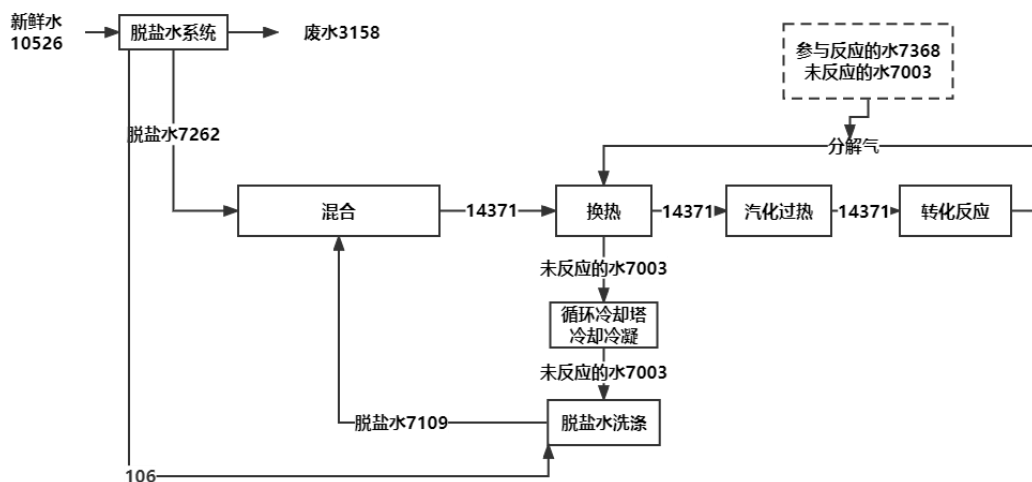 新鲜水
10526
脱盐水系统
废水3158
参与反应的水7368
未反应的水7003
脱盐水7262
分解气
混合
14371
换热
14371
汽化过热
14371
转化反应
未反应的水7003
循环冷却塔
冷却冷凝
未反应的水7003
脱盐水7109
脱盐水洗涤
106